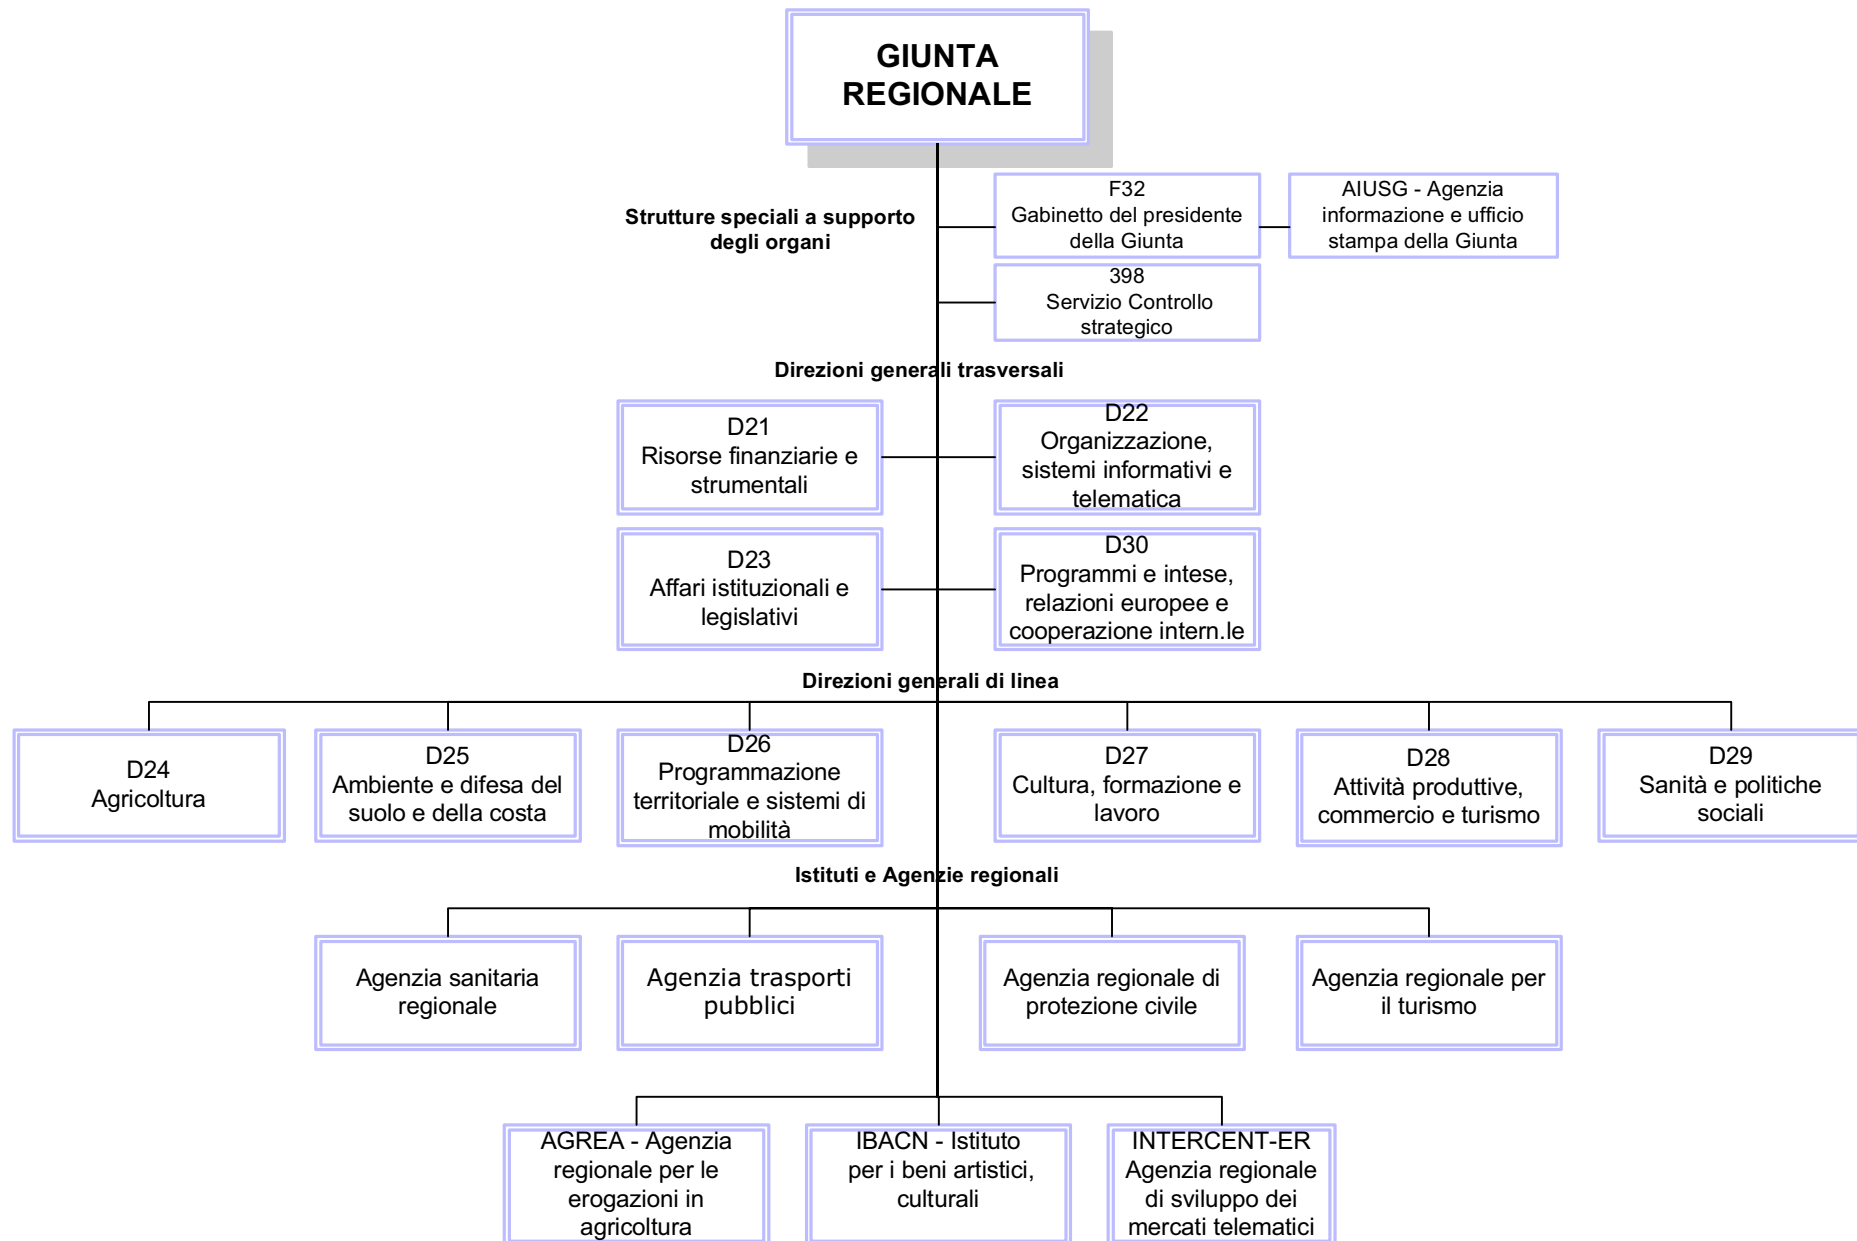 GIUNTA
REGIONALE
Strutture speciali a supporto
degli organi
F32
Gabinetto del presidente
della Giunta
AIUSG - Agenzia
informazione e ufficio
stampa della Giunta
398
Servizio Controllo
strategico
Direzioni generali trasversali
D21
Risorse finanziarie e
strumentali
D22
Organizzazione,
sistemi informativi e
telematica
D23
Affari istituzionali e
legislativi
D30
Programmi e intese,
relazioni europee e
cooperazione intern.le
Direzioni generali di linea
D24
Agricoltura
D25
Ambiente e difesa del
suolo e della costa
D26
Programmazione
territoriale e sistemi di
mobilità
D27
Cultura, formazione e
lavoro
D28
Attività produttive,
commercio e turismo
D29
Sanità e politiche
sociali
Istituti e Agenzie regionali
Agenzia sanitaria
regionale
Agenzia trasporti
pubblici
Agenzia regionale di
protezione civile
Agenzia regionale per
il turismo
AGREA - Agenzia
regionale per le
erogazioni in
agricoltura
IBACN - Istituto
per i beni artistici,
culturali
INTERCENT-ER
Agenzia regionale
di sviluppo dei
mercati telematici